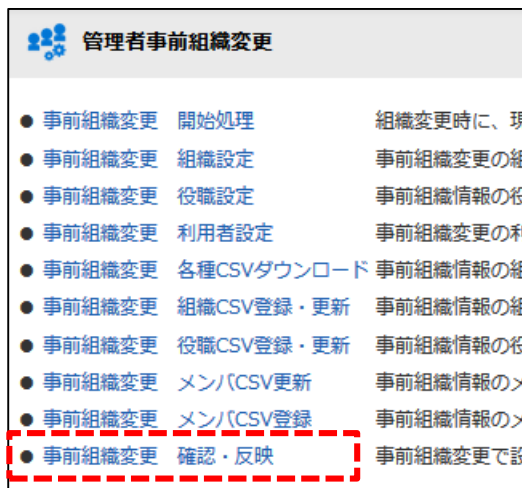 管理者事前組織変更
● 事前組織変更　開始処理　組織変更時に、現
● 事前組織変更　組織設定　事前組織変更の組
● 事前組織変更　役職設定　事前組織情報の役
● 事前組織変更　利用者設定　事前組織変更の利
● 事前組織変更　各種CSVダウンロード 事前組織情報の組
● 事前組織変更　組織CSV登録・更新　事前組織情報の組
● 事前組織変更　役職CSV登録・更新　事前組織情報の役
● 事前組織変更　メンバCSV更新　事前組織情報のメ
● 事前組織変更　メンバCSV登録　事前組織情報のメ
● 事前組織変更　確認・反映　事前組織変更で設